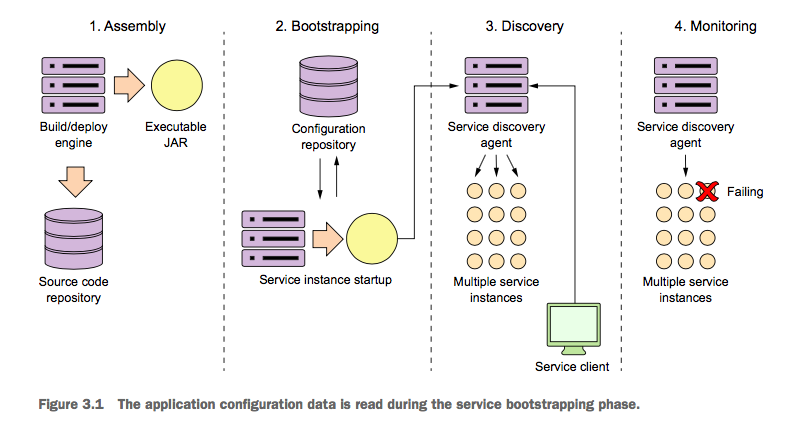 1. Assembly
2. Bootstrapping
3. Discovery
4. Monitoring
Build/deploy
engine
Executable
JAR
Source code
repository
Configuration
repository
Service instance startup
Service discovery
agent
Multiple service
instances
Service client
Service discovery
agent
Failing
Multiple service
instances
Figure 3.1 The application configuration data is read during the service bootstrapping phase.